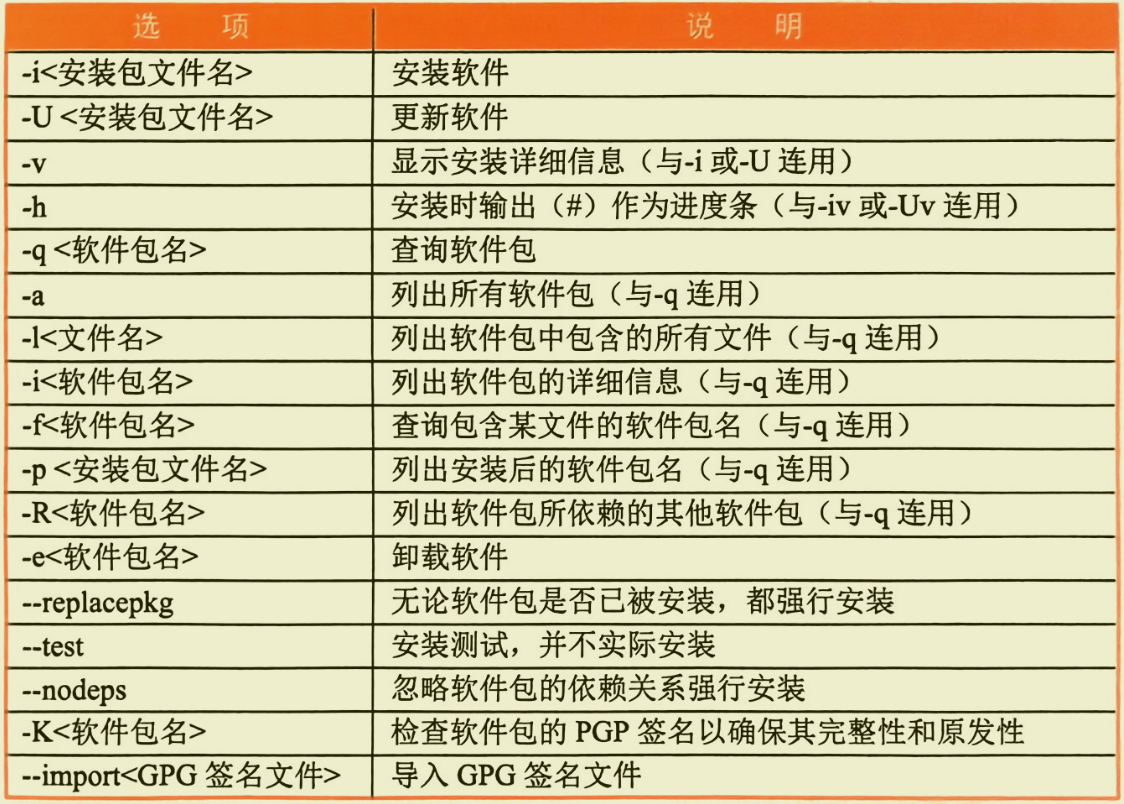 选 项 说 明
-i<安装包文件名> 安装软件
-U <安装包文件名> 更新软件
-v 显示安装详细信息（与-i 或-U 连用）
-h 安装时输出（#）作为进度条（与-iv 或-Uv 连用）
-q <软件包名> 查询软件包
-a 列出所有软件包（与-q 连用）
-l<文件名> 列出软件包中包含的所有文件（与-q 连用）
-i<软件包名> 列出软件包的详细信息（与-q 连用）
-f<软件包名> 查询包含某文件的软件包名（与-q 连用）
-p <安装包文件名> 列出安装后的软件包名（与-q 连用）
-R<软件包名> 列出软件包所依赖的其他软件包（与-q 连用）
-e<软件包名> 卸载软件
--replacepkg 无论软件包是否已被安装，都强行安装
--test 安装测试，并不实际安装
--nodeps 忽略软件包的依赖关系强行安装
-K<软件包名> 检查软件包的 PGP 签名以确保其完整性和原发性
--import<GPG 签名文件> 导入 GPG 签名文件